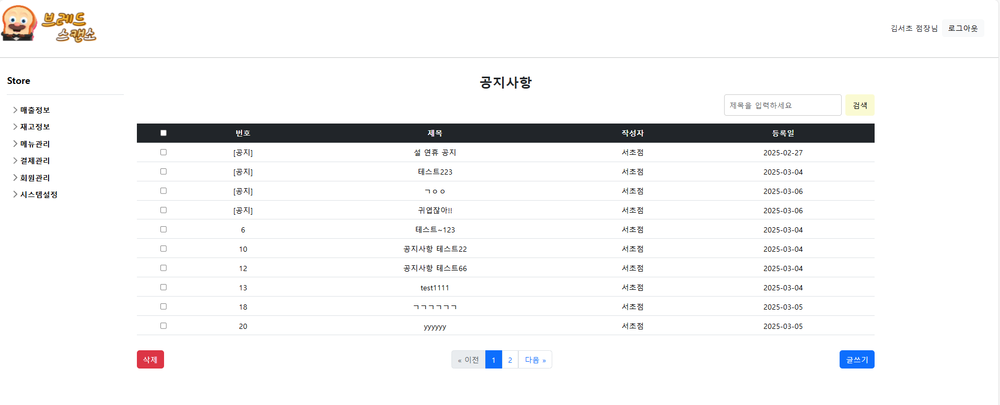 브레드
스캔소
김서초 점장님 로그아웃
Store
매출정보
재고정보
메뉴관리
결제관리
회원관리
시스템설정
공지사항
제목을 입력하세요 검색
번호 제목 작성자 등록일
[공지] 설 연휴 공지 서초점 2025-02-27
[공지] 테스트223 서초점 2025-03-04
[공지] ㄱㅇㅇ 서초점 2025-03-06
[공지] 귀엽잖아!! 서초점 2025-03-06
6 테스트~123 서초점 2025-03-04
10 공지사항 테스트22 서초점 2025-03-04
12 공지사항 테스트66 서초점 2025-03-04
13 test1111 서초점 2025-03-04
18 ㄱㄱㄱㄱㄱㄱ 서초점 2025-03-05
20 yyyyyy 서초점 2025-03-05
삭제 « 이전 1 2 다음 » 글쓰기